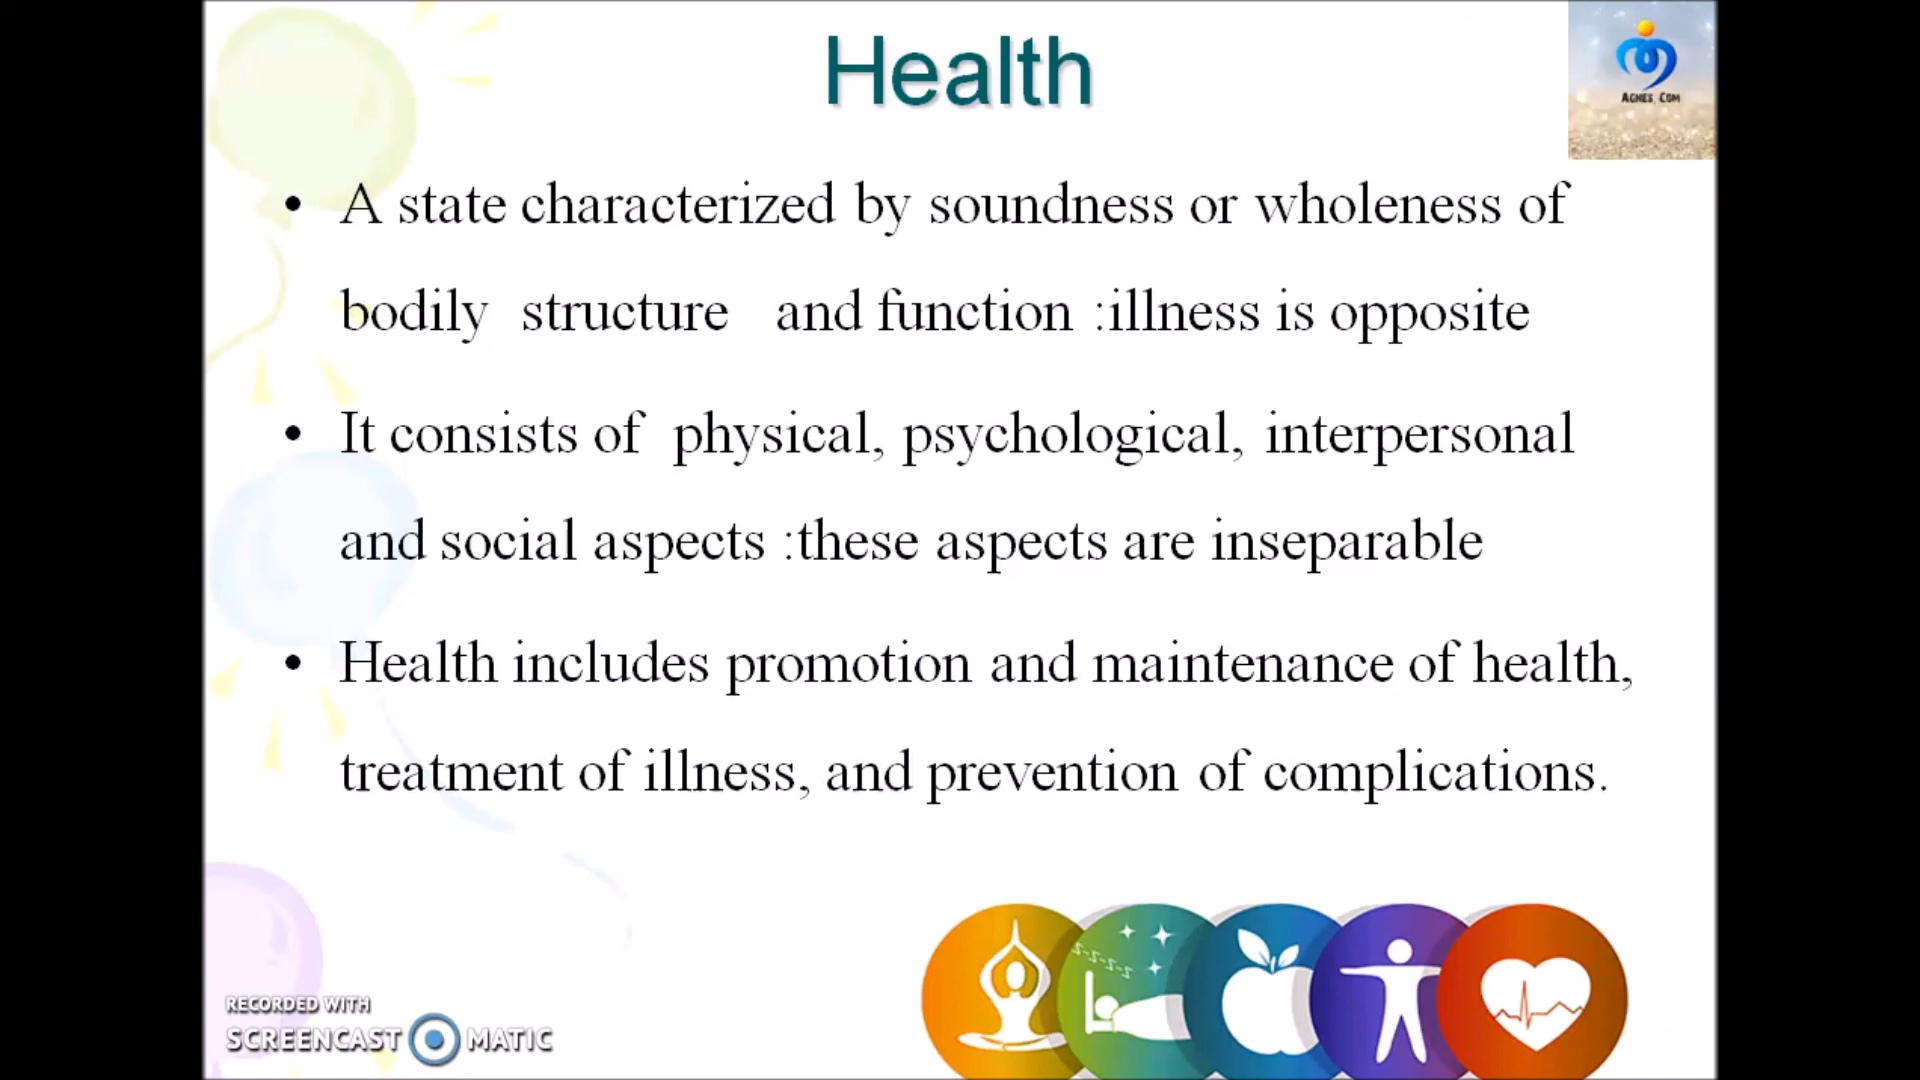 Health
AGNES. COM
• A state characterized by soundness or wholeness of
bodily structure and function :illness is opposite
• It consists of physical, psychological, interpersonal
and social aspects :these aspects are inseparable
• Health includes promotion and maintenance of health,
treatment of illness, and prevention of complications.
Z-Z-Z-Z-Z
RECORDED WITH
SCREENCAST MATIC